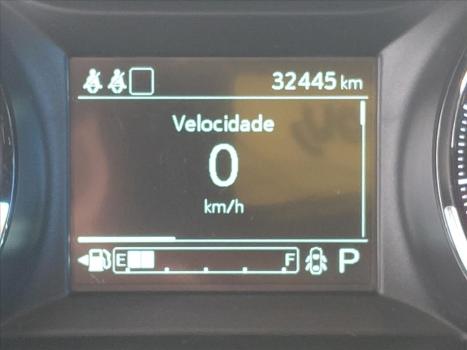 32445 km
Velocidade
0
km/h
E F P